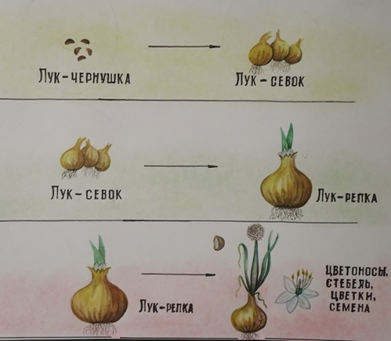 Лук-чернушка
Лук-севок
Лук-севок
Лук-репка
Лук-репка
Цветоносы,
стебель,
цветки,
семена